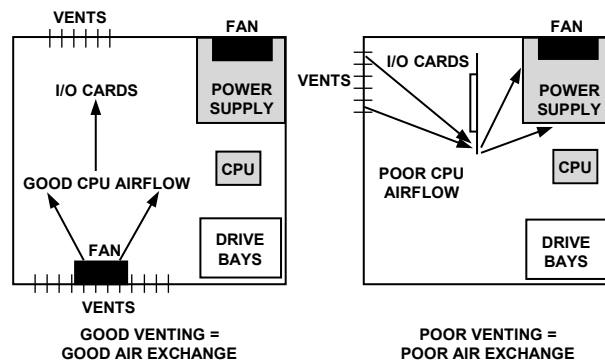 VENTS
FAN
I/O CARDS
POWER
SUPPLY
CPU
GOOD CPU AIRFLOW
FAN
DRIVE
BAYS
VENTS
GOOD VENTING =
GOOD AIR EXCHANGE
FAN
VENTS
I/O CARDS
POWER
SUPPLY
CPU
POOR CPU
AIRFLOW
DRIVE
BAYS
POOR VENTING =
POOR AIR EXCHANGE